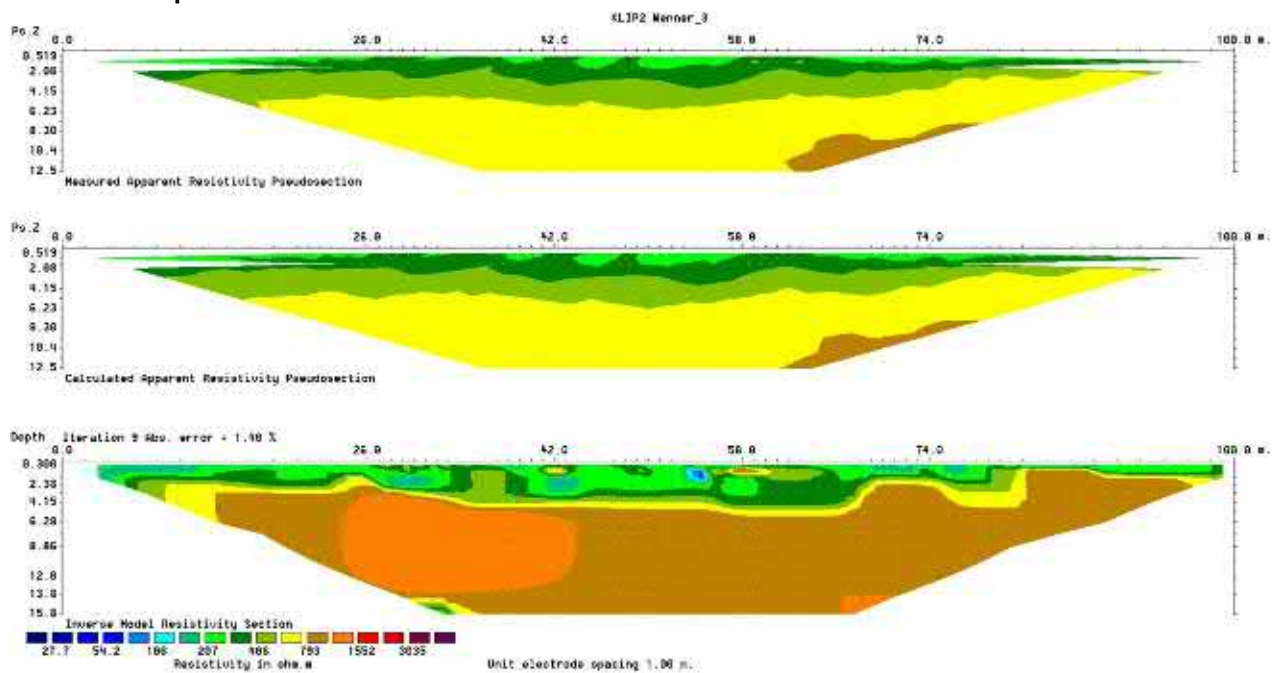 KLIP2 Wenner_3
Ps.Z 0.0 26.0 42.0 58.0 74.0 100.0 m.
0.519
2.08
4.15
6.23
8.30
10.4
12.5
Measured Apparent Resistivity Pseudosection
Ps.Z 0.0 26.0 42.0 58.0 74.0 100.0 m.
0.519
2.08
4.15
6.23
8.30
10.4
12.5
Calculated Apparent Resistivity Pseudosection
Depth Iteration 9 Abs. error = 1.40 %
0.0 26.0 42.0 58.0 74.0 100.0 m.
2.38
4.15
6.28
8.86
12.0
13.8
15.8
Inverse Model Resistivity Section
27.7 54.2 106 207 406 793 1552 3035
Resistivity in ohm.m Unit electrode spacing 1.00 m.